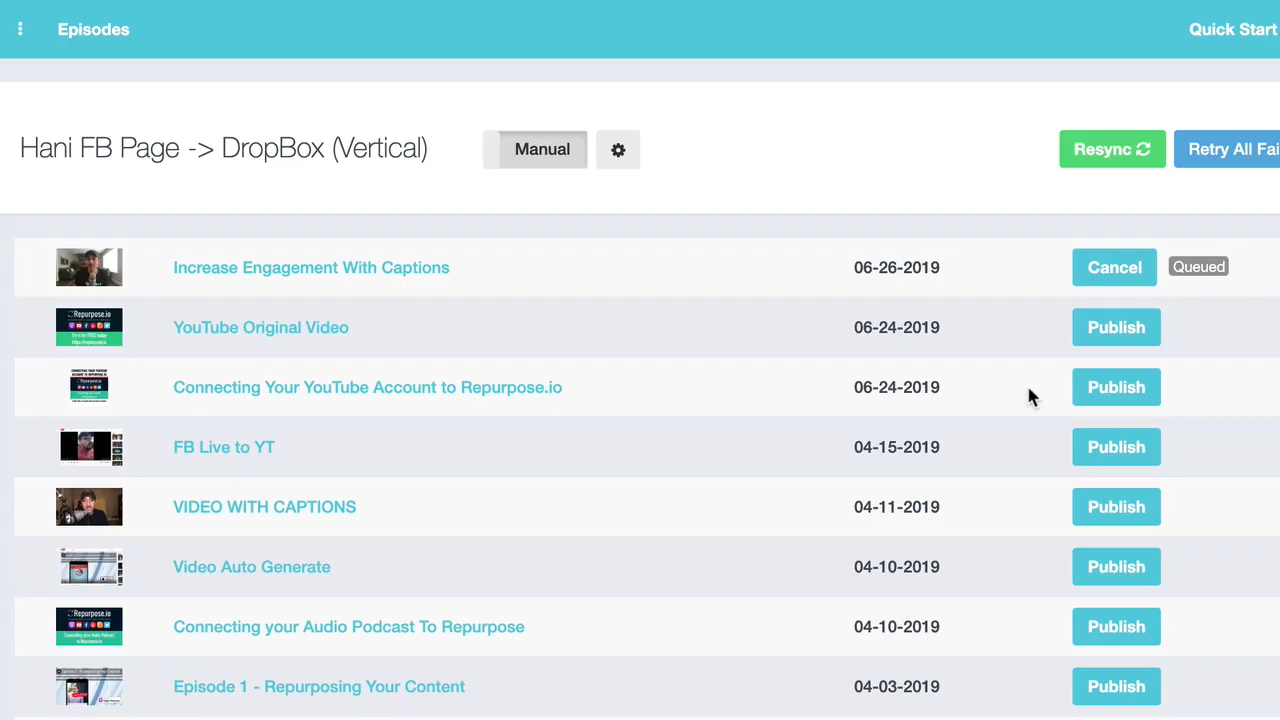 Episodes
Quick Start
Hani FB Page -> DropBox (Vertical)
Manual
Resync
Retry All Fai
Increase Engagement With Captions 06-26-2019 Cancel Queued
YouTube Original Video 06-24-2019 Publish
Connecting Your YouTube Account to Repurpose.io 06-24-2019 Publish
FB Live to YT 04-15-2019 Publish
VIDEO WITH CAPTIONS 04-11-2019 Publish
Video Auto Generate 04-10-2019 Publish
Connecting your Audio Podcast To Repurpose 04-10-2019 Publish
Episode 1 - Repurposing Your Content 04-03-2019 Publish